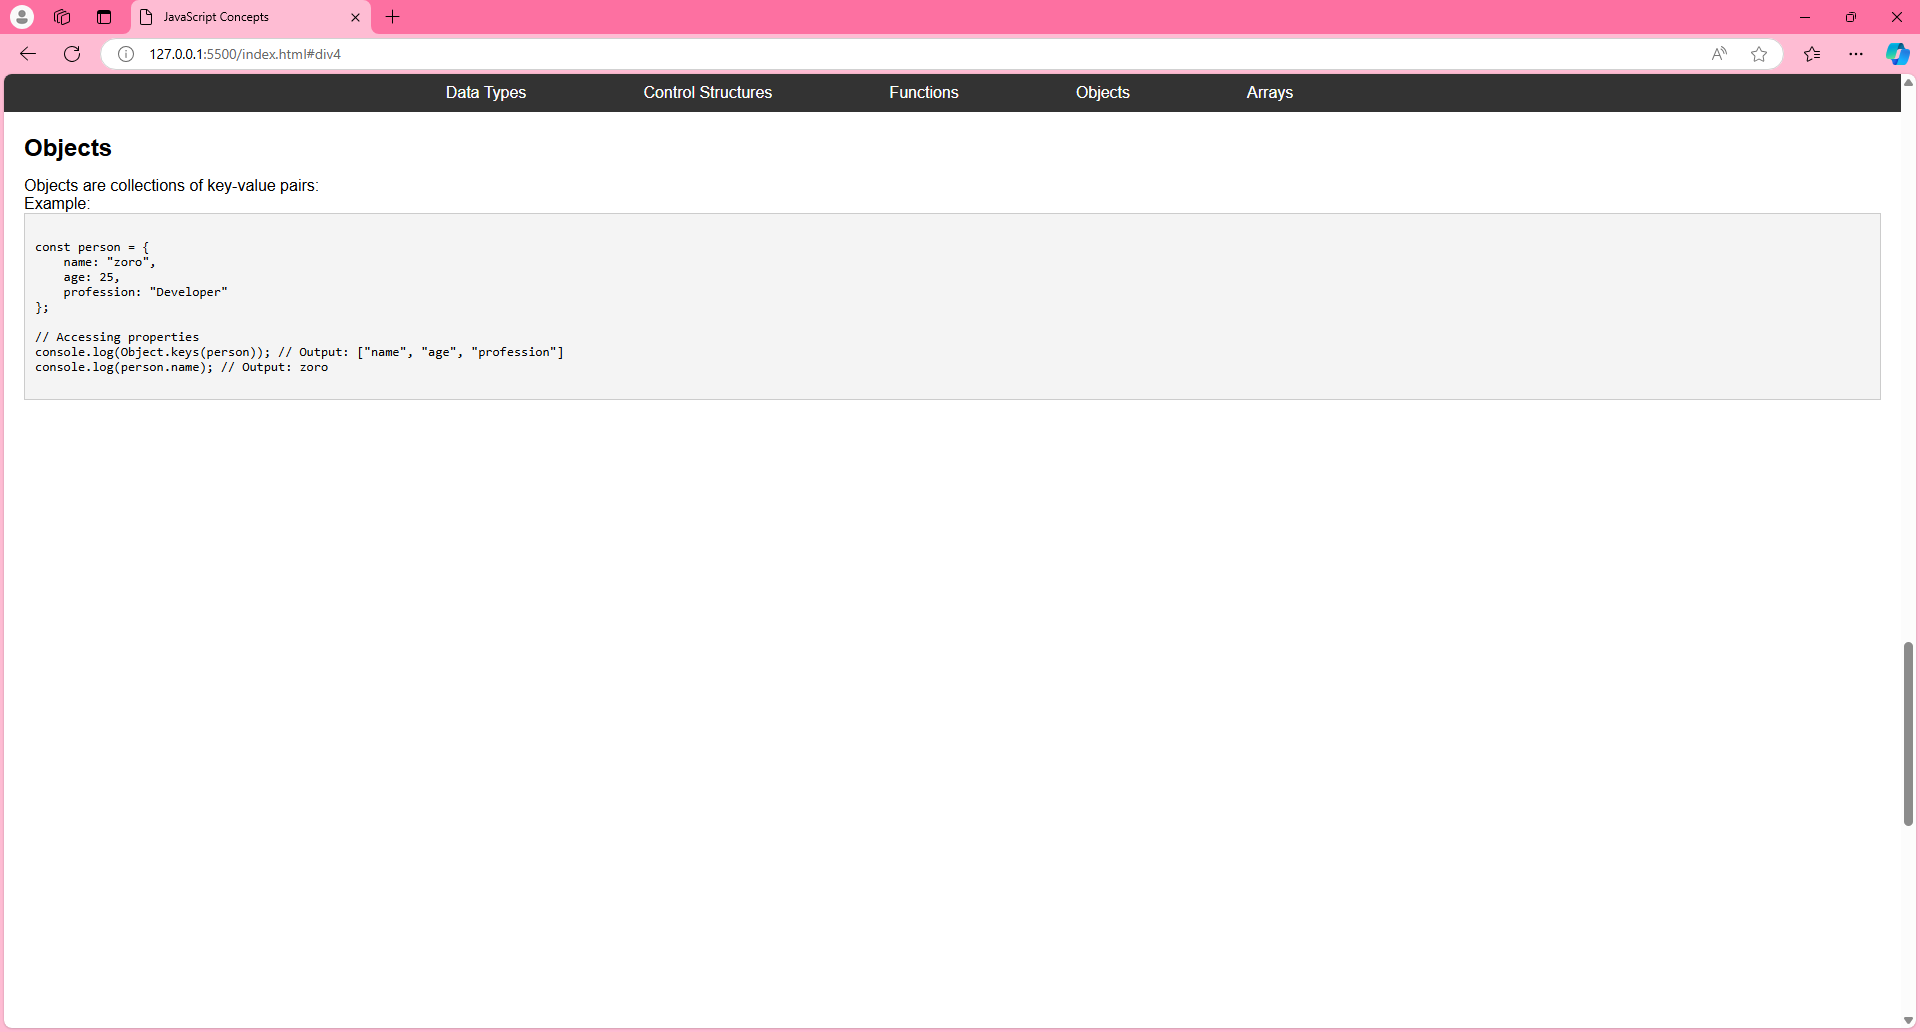 JavaScript Concepts
127.0.0.1:5500/index.html#div4
Data Types Control Structures Functions Objects Arrays
Objects
Objects are collections of key-value pairs:
Example:
const person = {
    name: "zoro",
    age: 25,
    profession: "Developer"
};
// Accessing properties
console.log(Object.keys(person)); // Output: ["name", "age", "profession"]
console.log(person.name); // Output: zoro